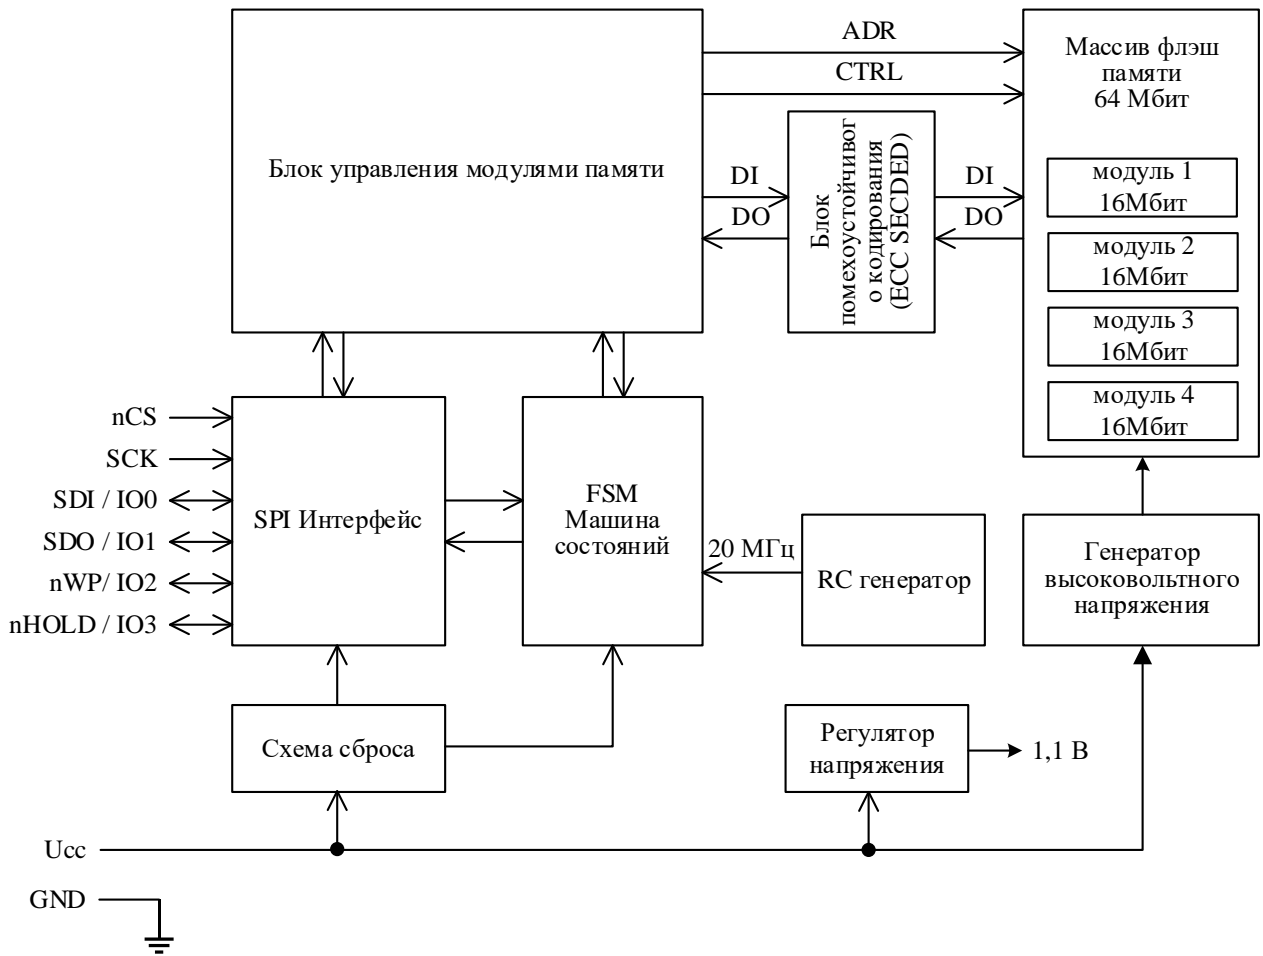 ADR
CTRL
Массив флэш
памяти
64 Мбит
Блок управления модулями памяти
DI
DO
Блок
помехоустойчивог
о кодирования
(ECC SECDED)
DI
DO
модуль 1
16Мбит
модуль 2
16Мбит
модуль 3
16Мбит
модуль 4
16Мбит
nCS
SCK
SDI / IO0
SDO / IO1
nWP/ IO2
nHOLD / IO3
SPI Интерфейс
FSM
Машина
состояний
20 МГц
RC генератор
Генератор
высоковольтного
напряжения
Схема сброса
Регулятор
напряжения
1,1 В
Ucc
GND